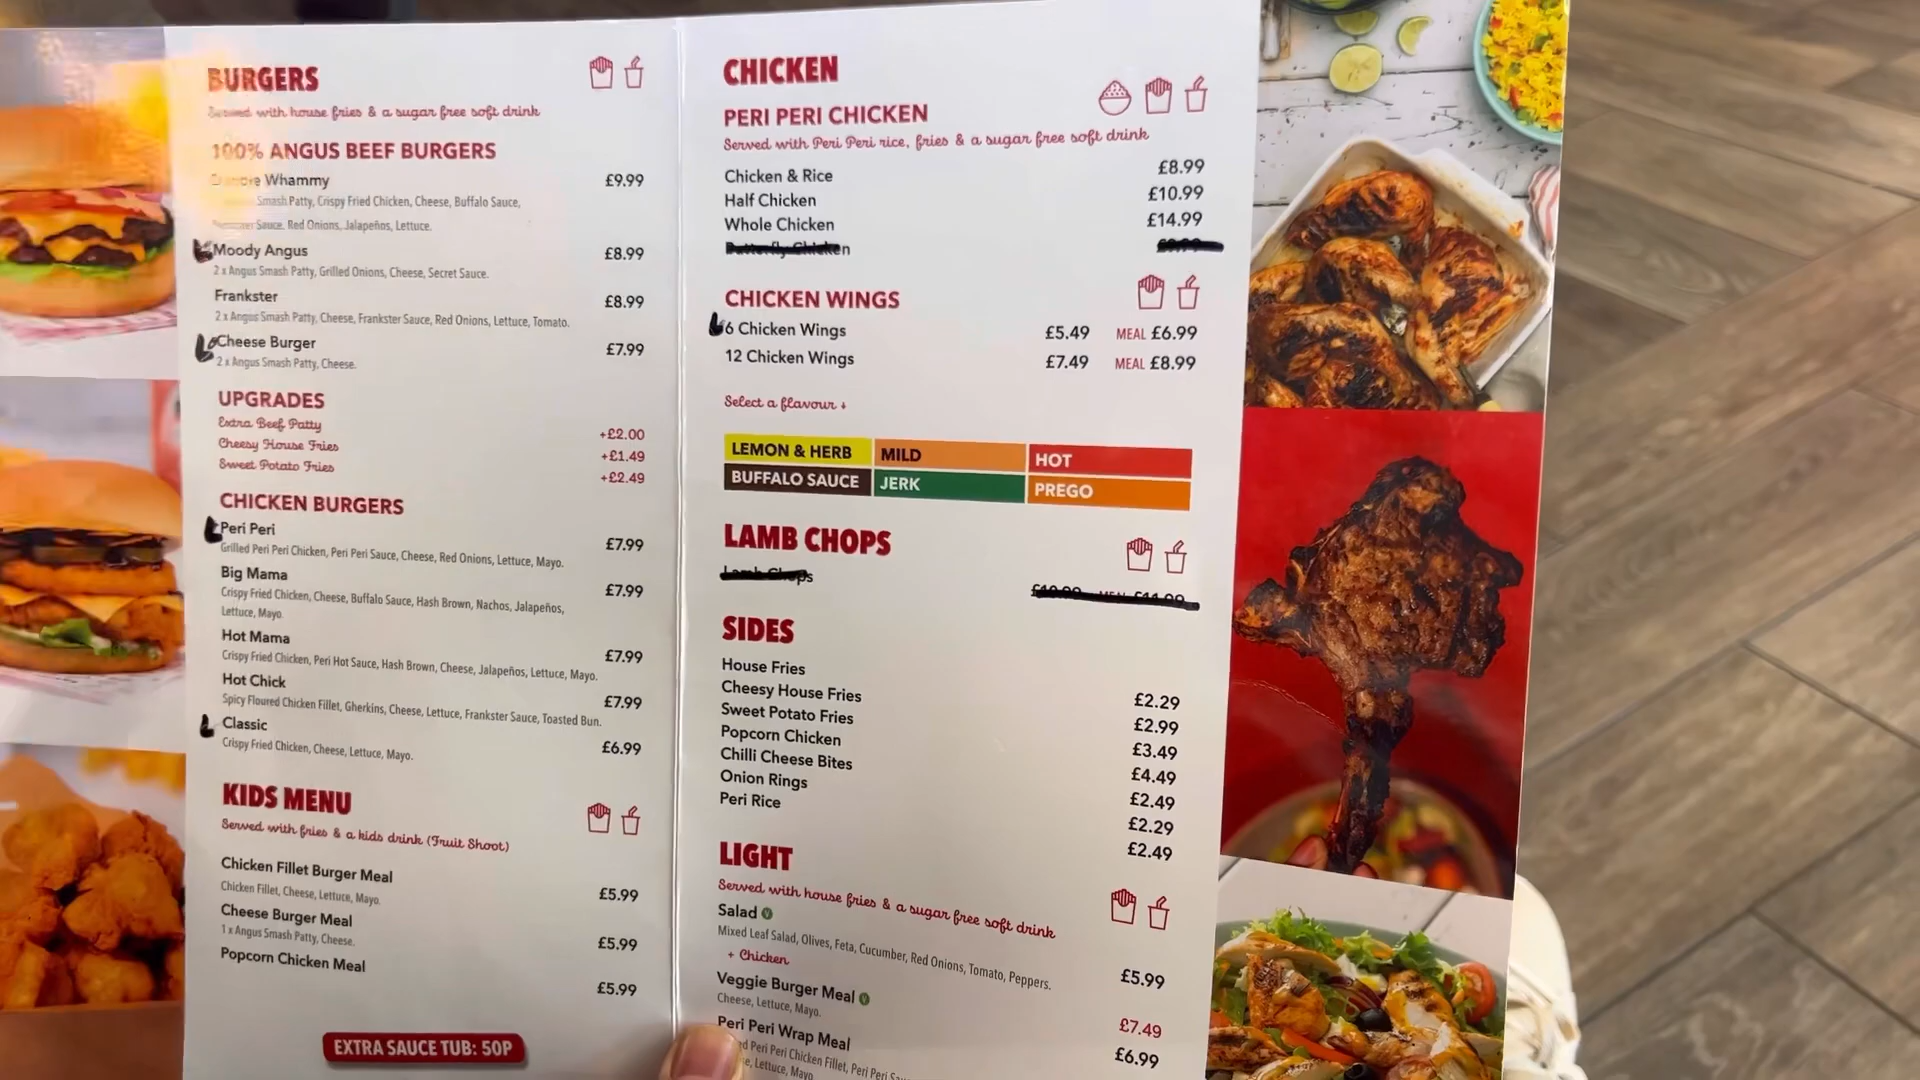 BURGERS
Served with house fries & a sugar free soft drink
100% ANGUS BEEF BURGERS
Whammy £9.99
Smash Patty, Crispy Fried Chicken, Cheese, Buffalo Sauce,
Sauce, Red Onions, Jalapeños, Lettuce.
Moody Angus £8.99
2 x Angus Smash Patty, Grilled Onions, Cheese, Secret Sauce.
Frankster £8.99
2 x Angus Smash Patty, Cheese, Frankster Sauce, Red Onions, Lettuce, Tomato.
Cheese Burger £7.99
2 x Angus Smash Patty, Cheese.
UPGRADES
Extra Beef Patty +£2.00
Cheesy House Fries +£1.49
Sweet Potato Fries +£2.49
CHICKEN BURGERS
Peri Peri £7.99
Grilled Peri Peri Chicken, Peri Peri Sauce, Cheese, Red Onions, Lettuce, Mayo.
Big Mama £7.99
Crispy Fried Chicken, Cheese, Buffalo Sauce, Hash Brown, Nachos, Jalapeños,
Lettuce, Mayo.
Hot Mama £7.99
Crispy Fried Chicken, Peri Hot Sauce, Hash Brown, Cheese, Jalapeños, Lettuce, Mayo.
Hot Chick £7.99
Spicy Floured Chicken Fillet, Gherkins, Cheese, Lettuce, Frankster Sauce, Toasted Bun.
Classic £6.99
Crispy Fried Chicken, Cheese, Lettuce, Mayo.
KIDS MENU
Served with fries & a kids drink (Fruit Shoot)
Chicken Fillet Burger Meal £5.99
Chicken Fillet, Cheese, Lettuce, Mayo.
Cheese Burger Meal £5.99
1 x Angus Smash Patty, Cheese.
Popcorn Chicken Meal £5.99
EXTRA SAUCE TUB: 50P
CHICKEN
PERI PERI CHICKEN
Served with Peri Peri rice, fries & a sugar free soft drink
Chicken & Rice £8.99
Half Chicken £10.99
Whole Chicken £14.99
Butterfly Chicken
CHICKEN WINGS
6 Chicken Wings £5.49 MEAL £6.99
12 Chicken Wings £7.49 MEAL £8.99
Select a flavour
LEMON & HERB MILD HOT
BUFFALO SAUCE JERK PREGO
LAMB CHOPS
Lamb Chops
SIDES
House Fries £2.29
Cheesy House Fries £2.99
Sweet Potato Fries £3.49
Popcorn Chicken £4.49
Chilli Cheese Bites £2.49
Onion Rings £2.29
Peri Rice £2.49
LIGHT
Served with house fries & a sugar free soft drink
Salad V £5.99
Mixed Leaf Salad, Olives, Feta, Cucumber, Red Onions, Tomato, Peppers.
+ Chicken £7.49
Veggie Burger Meal V £6.99
Cheese, Lettuce, Mayo.
Peri Peri Wrap Meal
Peri Peri Chicken Fillet, Peri Peri
Lettuce, Mayo